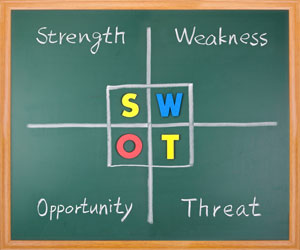 Strength Weakness
S W
O T
Opportunity Threat